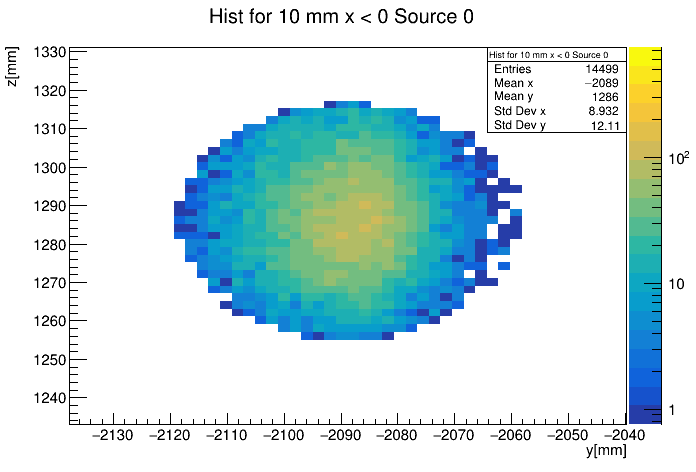 Hist for 10 mm x < 0 Source 0
z[mm]
1330
1320
1310
1300
1290
1280
1270
1260
1250
1240
Hist for 10 mm x < 0 Source 0
Entries 14499
Mean x −2089
Mean y 1286
Std Dev x 8.932
Std Dev y 12.11
10²
10
1
−2130 −2120 −2110 −2100 −2090 −2080 −2070 −2060 −2050 −2040
y[mm]